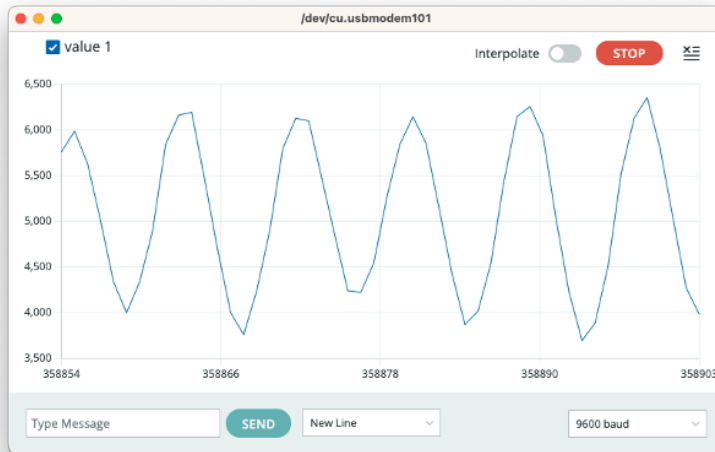 /dev/cu.usbmodem101
value 1
Interpolate
STOP
6,500
6,000
5,500
5,000
4,500
4,000
3,500
358854 358866 358878 358890 358903
Type Message
SEND
New Line
9600 baud